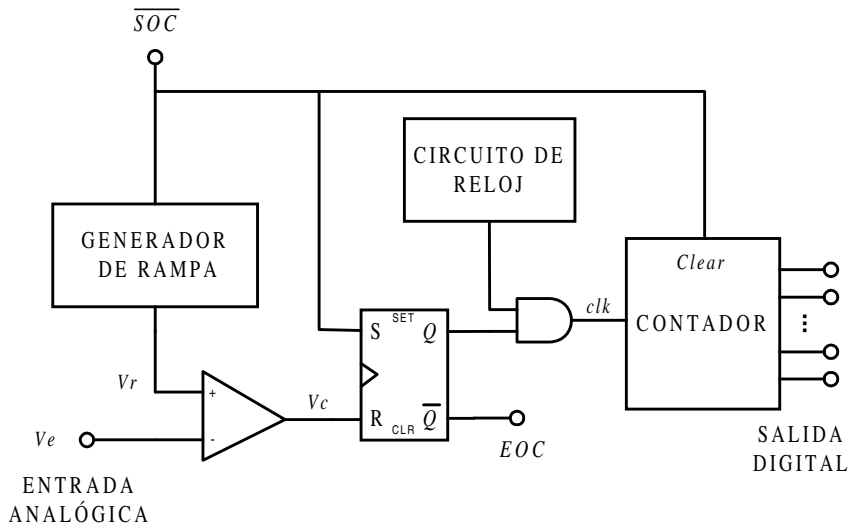 SOC
CIRCUITO DE
RELOJ
GENERADOR
DE RAMPA
Clear
CONTADOR
clk
SET
S
Q
Vr
+
Vc
R
CLR
Q
Ve
-
EOC
SALIDA
DIGITAL
ENTRADA
ANALÓGICA